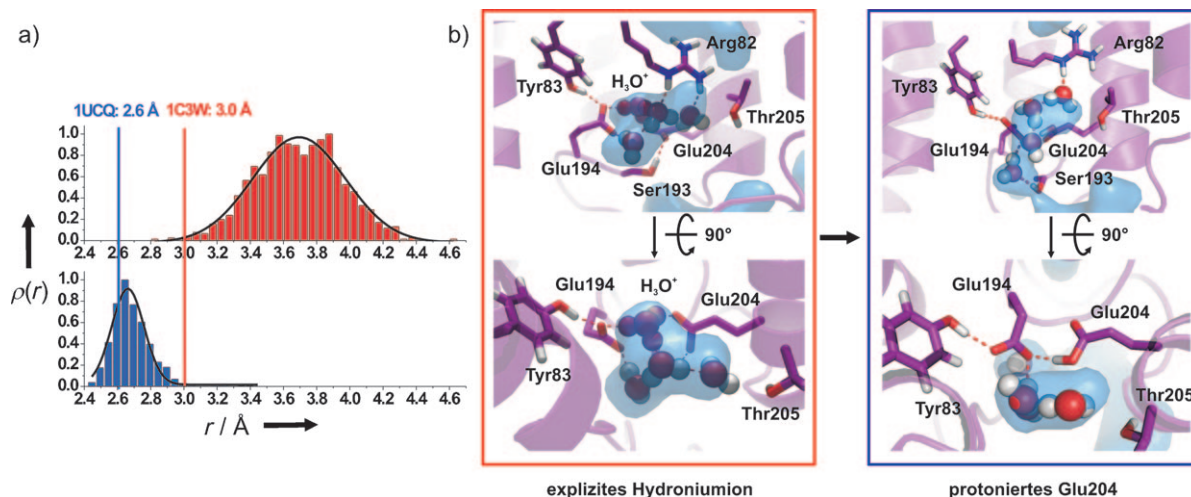 a)
1UCQ: 2.6 Å 1C3W: 3.0 Å
1.0
0.8
0.6
0.4
0.2
0.0
2.4 2.6 2.8 3.0 3.2 3.4 3.6 3.8 4.0 4.2 4.4 4.6
ρ(r)
1.0
0.8
0.6
0.4
0.2
0.0
2.4 2.6 2.8 3.0 3.2 3.4 3.6 3.8 4.0 4.2 4.4 4.6
r / Å
b)
Arg82
Tyr83
H₃O⁺
Thr205
Glu194
Glu204
Ser193
90°
Glu194
H₃O⁺
Glu204
Tyr83
Thr205
explizites Hydroniumion
Arg82
Tyr83
Thr205
Glu194
Glu204
Ser193
90°
Glu194
Glu204
Tyr83
Thr205
protoniertes Glu204